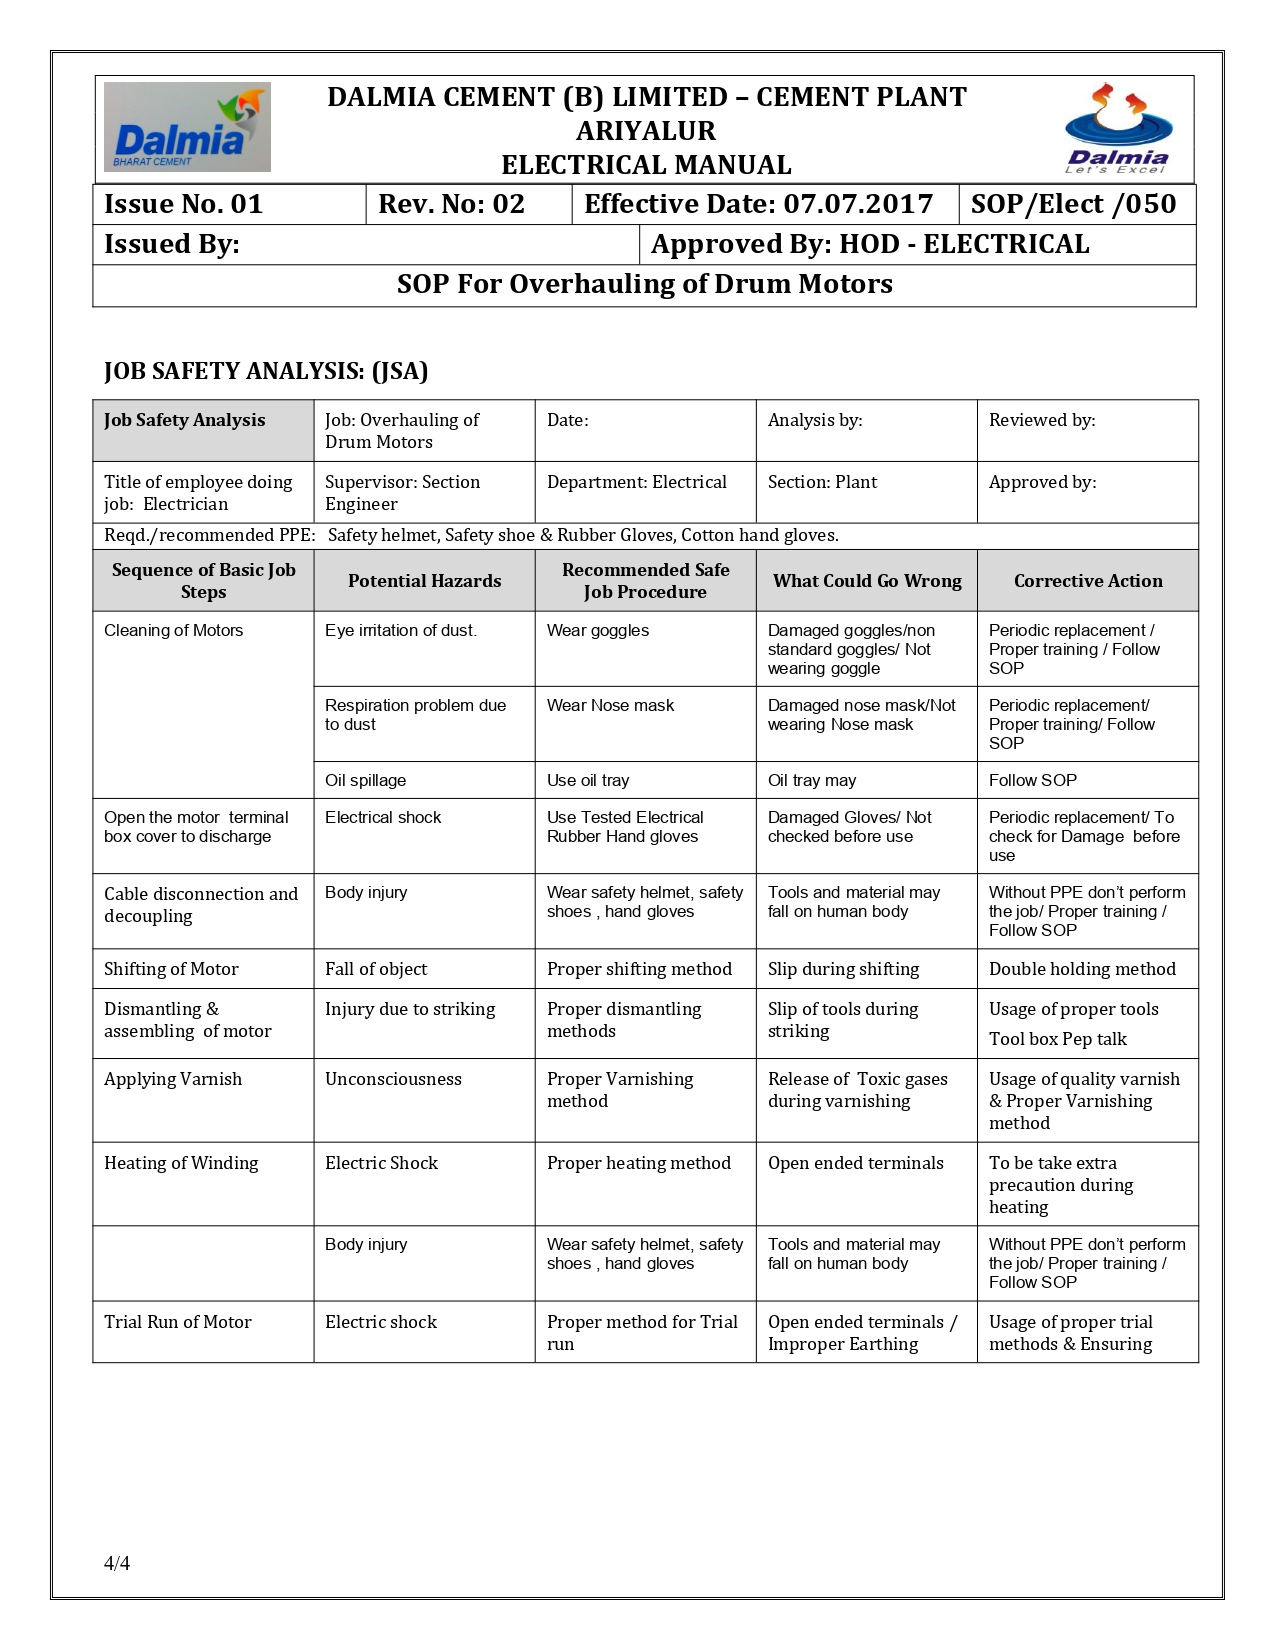 Dalmia
BHARAT CEMENT
DALMIA CEMENT (B) LIMITED – CEMENT PLANT
ARIYALUR
ELECTRICAL MANUAL
Dalmia
Let's Excel
Issue No. 01 Rev. No: 02 Effective Date: 07.07.2017 SOP/Elect /050
Issued By: Approved By: HOD - ELECTRICAL
SOP For Overhauling of Drum Motors
JOB SAFETY ANALYSIS: (JSA)
Job Safety Analysis
Job: Overhauling of
Drum Motors
Date:
Analysis by:
Reviewed by:
Title of employee doing
job:  Electrician
Supervisor: Section
Engineer
Department: Electrical
Section: Plant
Approved by:
Reqd./recommended PPE:   Safety helmet, Safety shoe & Rubber Gloves, Cotton hand gloves.
Sequence of Basic Job
Steps
Potential Hazards
Recommended Safe
Job Procedure
What Could Go Wrong
Corrective Action
Cleaning of Motors
Eye irritation of dust.
Wear goggles
Damaged goggles/non
standard goggles/ Not
wearing goggle
Periodic replacement /
Proper training / Follow
SOP
Respiration problem due
to dust
Wear Nose mask
Damaged nose mask/Not
wearing Nose mask
Periodic replacement/
Proper training/ Follow
SOP
Oil spillage
Use oil tray
Oil tray may
Follow SOP
Open the motor  terminal
box cover to discharge
Electrical shock
Use Tested Electrical
Rubber Hand gloves
Damaged Gloves/ Not
checked before use
Periodic replacement/ To
check for Damage  before
use
Cable disconnection and
decoupling
Body injury
Wear safety helmet, safety
shoes , hand gloves
Tools and material may
fall on human body
Without PPE don’t perform
the job/ Proper training /
Follow SOP
Shifting of Motor
Fall of object
Proper shifting method
Slip during shifting
Double holding method
Dismantling &
assembling  of motor
Injury due to striking
Proper dismantling
methods
Slip of tools during
striking
Usage of proper tools
Tool box Pep talk
Applying Varnish
Unconsciousness
Proper Varnishing
method
Release of  Toxic gases
during varnishing
Usage of quality varnish
& Proper Varnishing
method
Heating of Winding
Electric Shock
Proper heating method
Open ended terminals
To be take extra
precaution during
heating
Body injury
Wear safety helmet, safety
shoes , hand gloves
Tools and material may
fall on human body
Without PPE don’t perform
the job/ Proper training /
Follow SOP
Trial Run of Motor
Electric shock
Proper method for Trial
run
Open ended terminals /
Improper Earthing
Usage of proper trial
methods & Ensuring
4/4